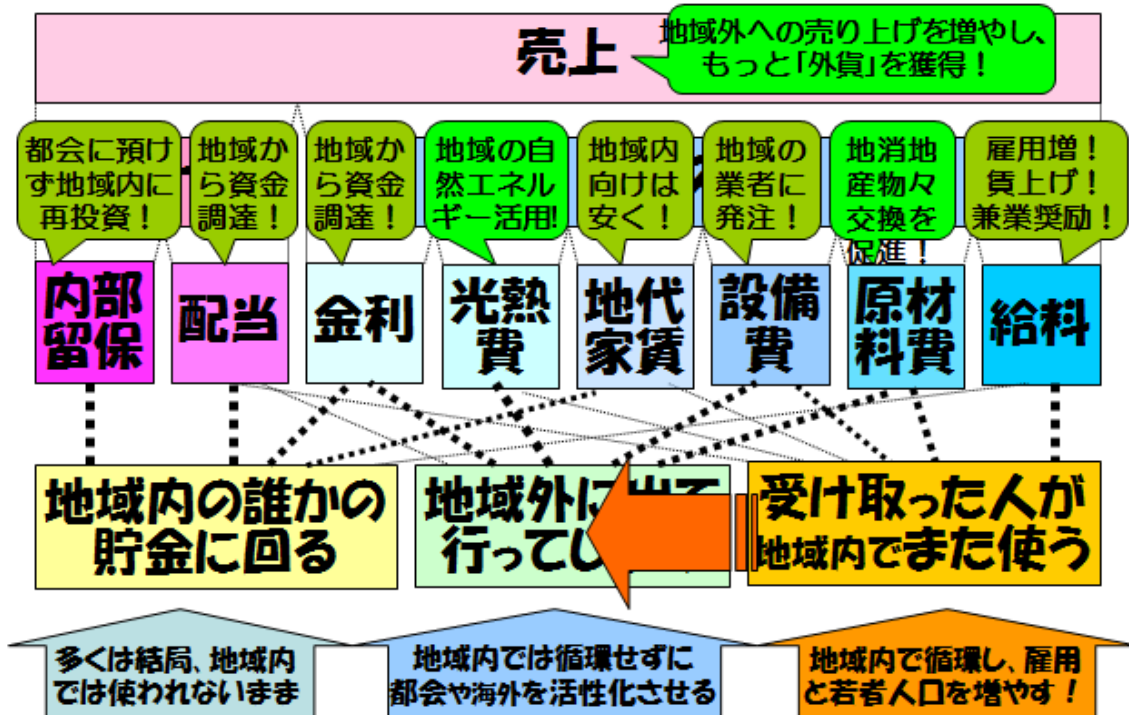 売上
地域外への売り上げを増やし、
もっと「外貨」を獲得！
都会に預け
ず地域内に
再投資！
地域か
ら資金
調達！
地域か
ら資金
調達！
地域の自
然エネル
ギー活用!
地域内
向けは
安く！
地域の
業者に
発注！
地消地
産物々
交換を
促進！
雇用増！
賃上げ！
兼業奨励！
内部
留保
配当
金利
光熱
費
地代
家賃
設備
費
原材
料費
給料
地域内の誰かの
貯金に回る
地域外に出て
行ってし
受け取った人が
地域内でまた使う
多くは結局、地域内
では使われないまま
地域内では循環せずに
都会や海外を活性化させる
地域内で循環し、雇用
と若者人口を増やす！